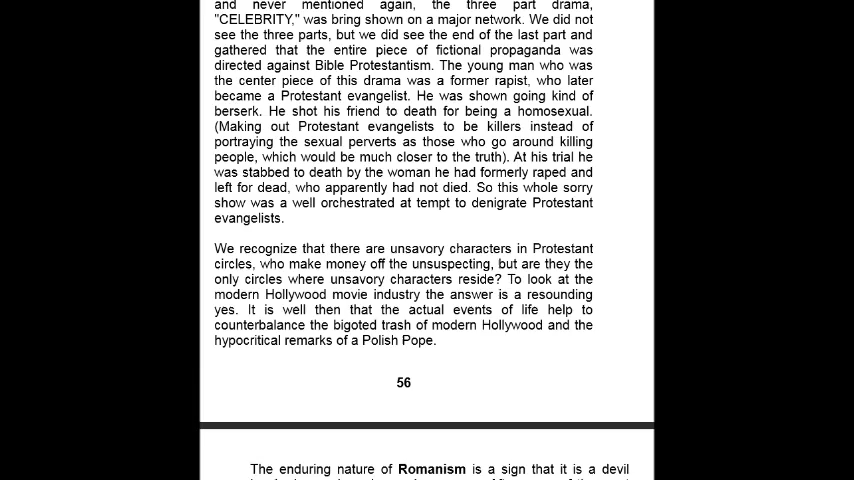 and never mentioned again, the three part drama,
"CELEBRITY," was bring shown on a major network. We did not
see the three parts, but we did see the end of the last part and
gathered that the entire piece of fictional propaganda was
directed against Bible Protestantism. The young man who was
the center piece of this drama was a former rapist, who later
became a Protestant evangelist. He was shown going kind of
berserk. He shot his friend to death for being a homosexual.
(Making out Protestant evangelists to be killers instead of
portraying the sexual perverts as those who go around killing
people, which would be much closer to the truth). At his trial he
was stabbed to death by the woman he had formerly raped and
left for dead, who apparently had not died. So this whole sorry
show was a well orchestrated at tempt to denigrate Protestant
evangelists.
We recognize that there are unsavory characters in Protestant
circles, who make money off the unsuspecting, but are they the
only circles where unsavory characters reside? To look at the
modern Hollywood movie industry the answer is a resounding
yes. It is well then that the actual events of life help to
counterbalance the bigoted trash of modern Hollywood and the
hypocritical remarks of a Polish Pope.
56
The enduring nature of Romanism is a sign that it is a devil